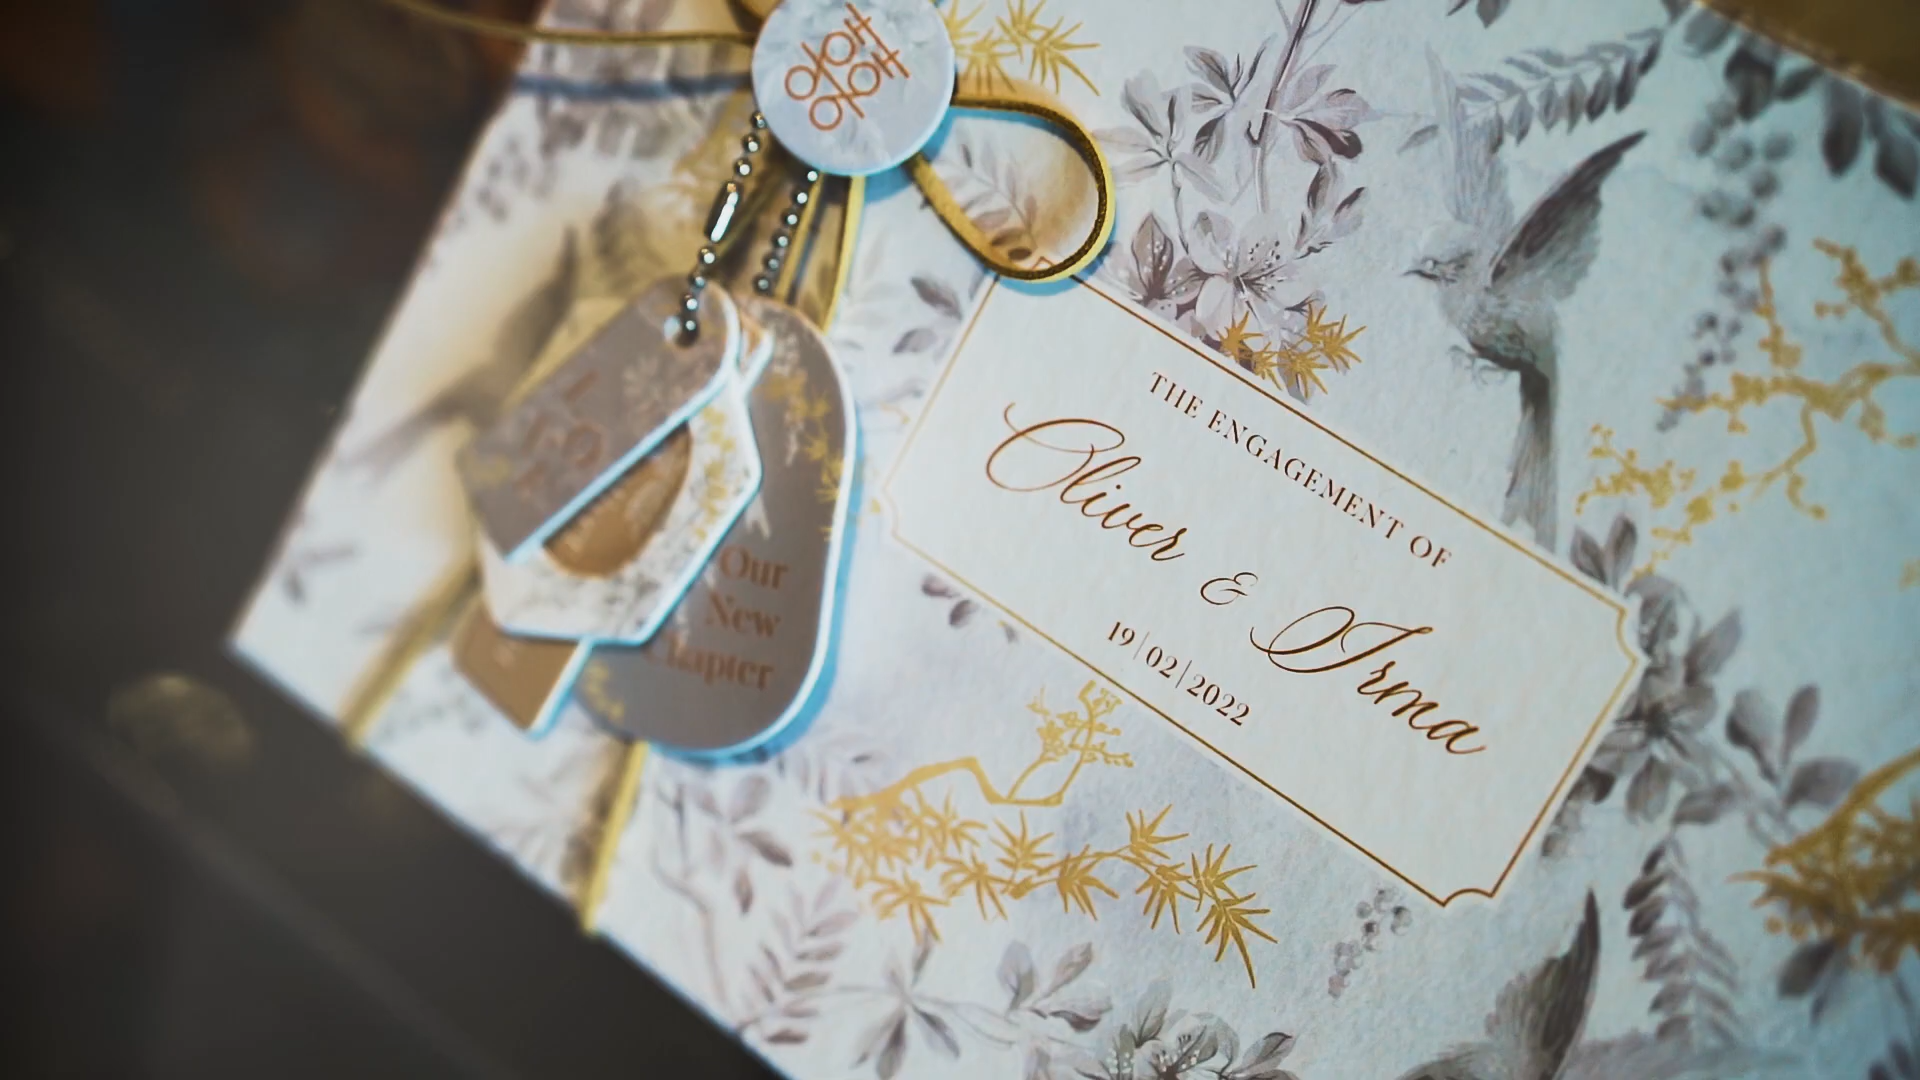 THE ENGAGEMENT OF
Oliver & Irma
19|02|2022
Our
New
Chapter